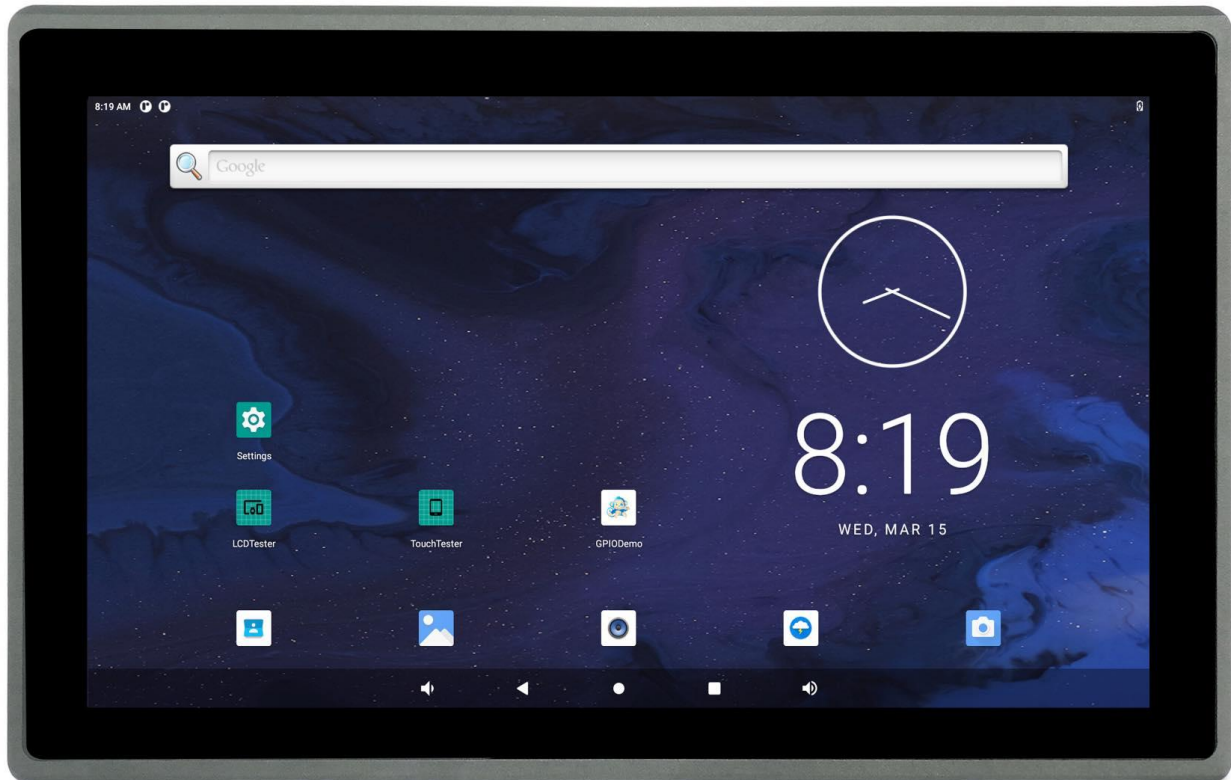 8:19 AM
Google
8:19
WED, MAR 15
Settings
LCDTester
TouchTester
GPIODemo